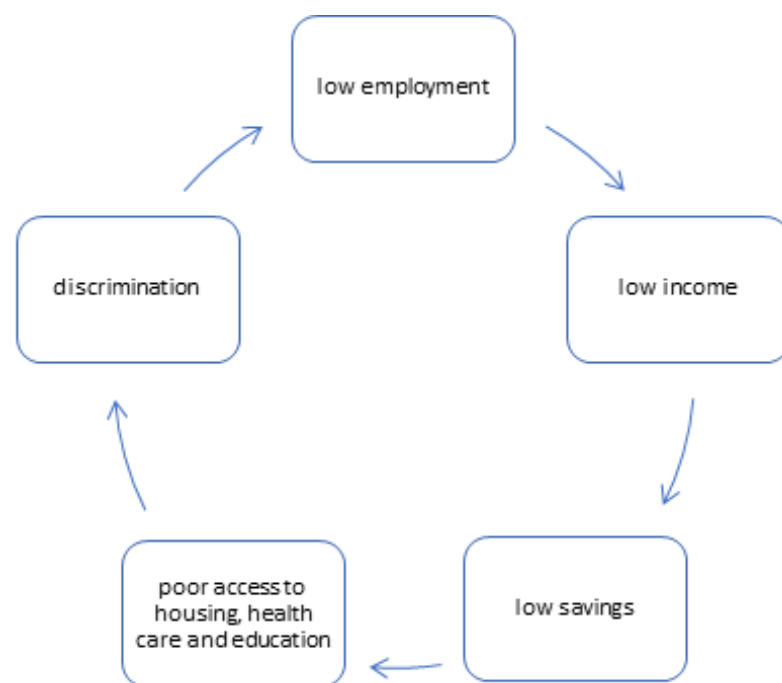 low employment
discrimination
low income
poor access to
housing, health
care and education
low savings